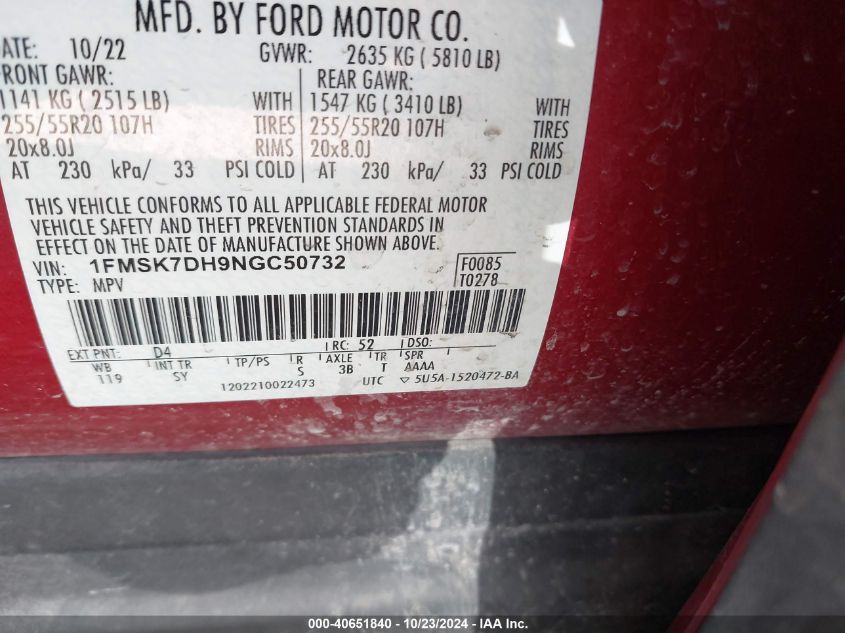 MFD. BY FORD MOTOR CO.
DATE: 10/22 GVWR: 2635 KG ( 5810 LB)
FRONT GAWR: REAR GAWR:
1141 KG ( 2515 LB) WITH 1547 KG ( 3410 LB) WITH
255/55R20 107H TIRES 255/55R20 107H TIRES
20x8.0J RIMS 20x8.0J RIMS
AT 230 kPa/ 33 PSI COLD AT 230 kPa/ 33 PSI COLD
THIS VEHICLE CONFORMS TO ALL APPLICABLE FEDERAL MOTOR
VEHICLE SAFETY AND THEFT PREVENTION STANDARDS IN
EFFECT ON THE DATE OF MANUFACTURE SHOWN ABOVE.
VIN: 1FMSK7DH9NGC50732 F0085
TYPE: MPV T0278
EXT PNT: D4 RC: 52 DSO:
WB INT TR TP/PS R AXLE TR SPR
119 SY S 3B T AAAA
1202210022473 UTC ▽ 5U5A-1520472-BA
000-40651840 - 10/23/2024 - IAA Inc.